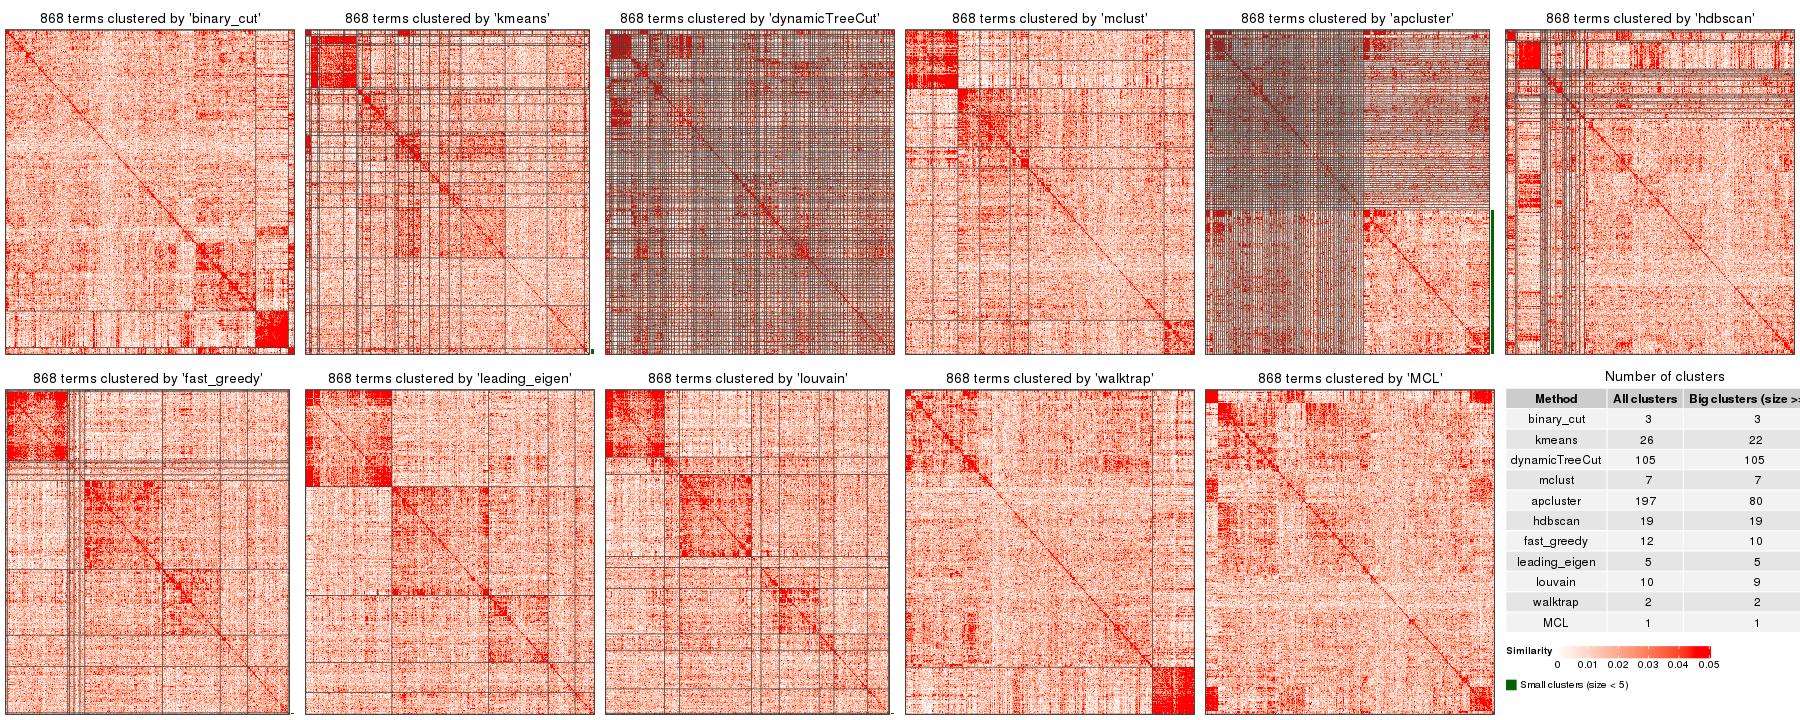 868 terms clustered by 'binary_cut'
868 terms clustered by 'kmeans'
868 terms clustered by 'dynamicTreeCut'
868 terms clustered by 'mclust'
868 terms clustered by 'apcluster'
868 terms clustered by 'hdbscan'
868 terms clustered by 'fast_greedy'
868 terms clustered by 'leading_eigen'
868 terms clustered by 'louvain'
868 terms clustered by 'walktrap'
868 terms clustered by 'MCL'
Number of clusters
Method All clusters Big clusters (size >
binary_cut 3 3
kmeans 26 22
dynamicTreeCut 105 105
mclust 7 7
apcluster 197 80
hdbscan 19 19
fast_greedy 12 10
leading_eigen 5 5
louvain 10 9
walktrap 2 2
MCL 1 1
Similarity
0 0.01 0.02 0.03 0.04 0.05
Small clusters (size < 5)